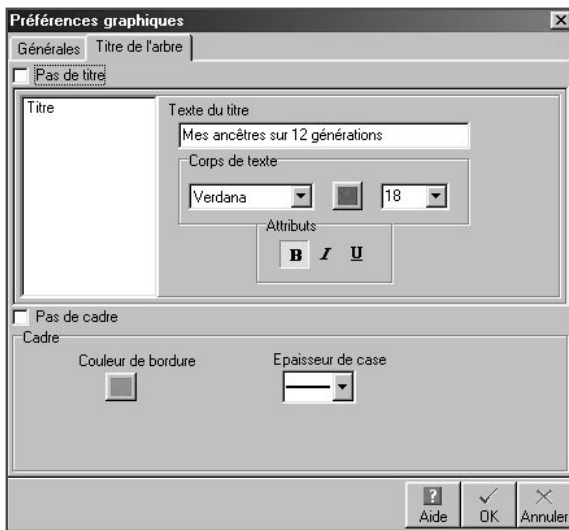 Préférences graphiques
Générales
Titre de l'arbre
Pas de titre
Titre
Texte du titre
Mes ancêtres sur 12 générations
Corps de texte
Verdana
18
Attributs
B I U
Pas de cadre
Cadre
Couleur de bordure
Epaisseur de case
Aide
OK
Annuler